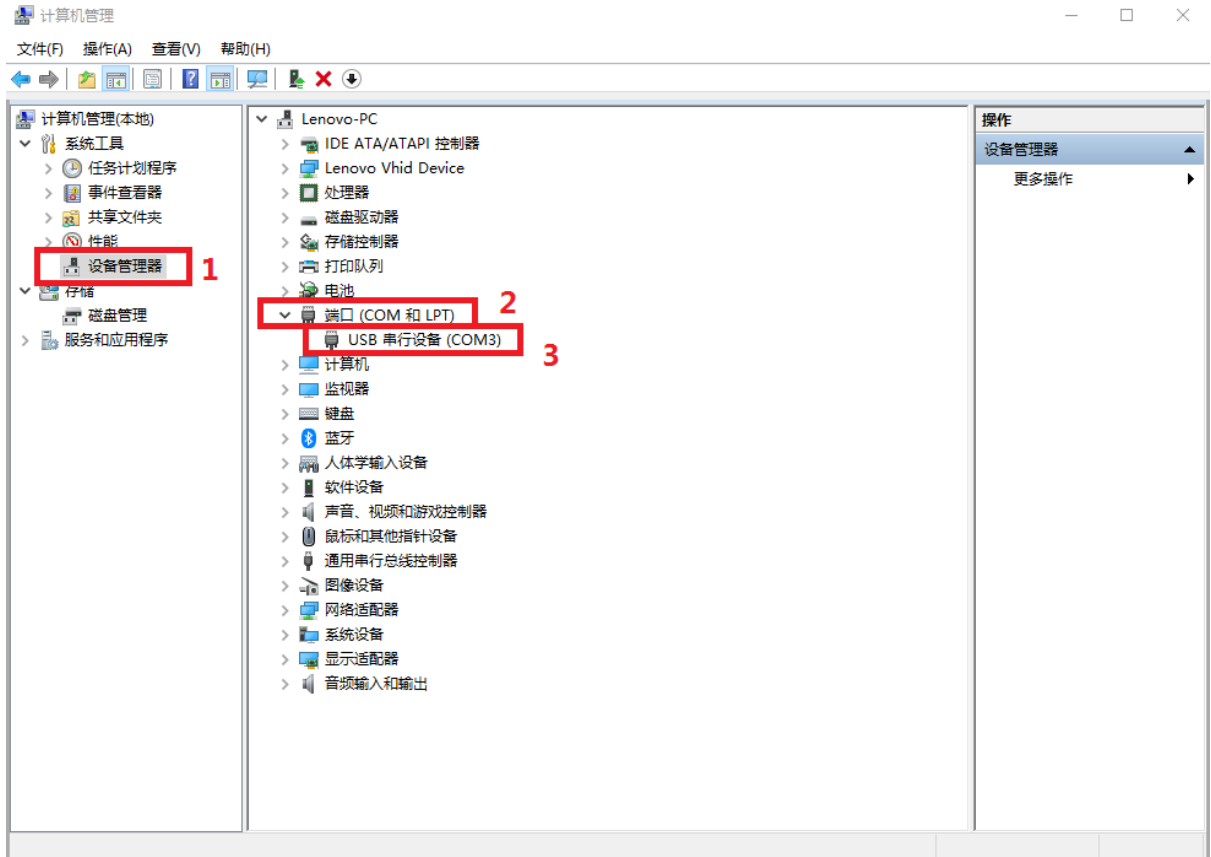 计算机管理
文件(F) 操作(A) 查看(V) 帮助(H)
计算机管理(本地)
系统工具
任务计划程序
事件查看器
共享文件夹
性能
设备管理器
1
存储
磁盘管理
服务和应用程序
Lenovo-PC
IDE ATA/ATAPI 控制器
Lenovo Vhid Device
处理器
磁盘驱动器
存储控制器
打印队列
电池
端口 (COM 和 LPT)
2
USB 串行设备 (COM3)
3
计算机
监视器
键盘
蓝牙
人体学输入设备
软件设备
声音、视频和游戏控制器
鼠标和其他指针设备
通用串行总线控制器
图像设备
网络适配器
系统设备
显示适配器
音频输入和输出
操作
设备管理器
更多操作